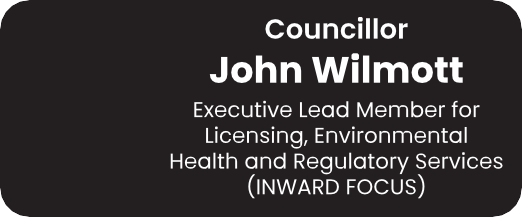 Councillor
John Wilmott
Executive Lead Member for
Licensing, Environmental
Health and Regulatory Services
(INWARD FOCUS)